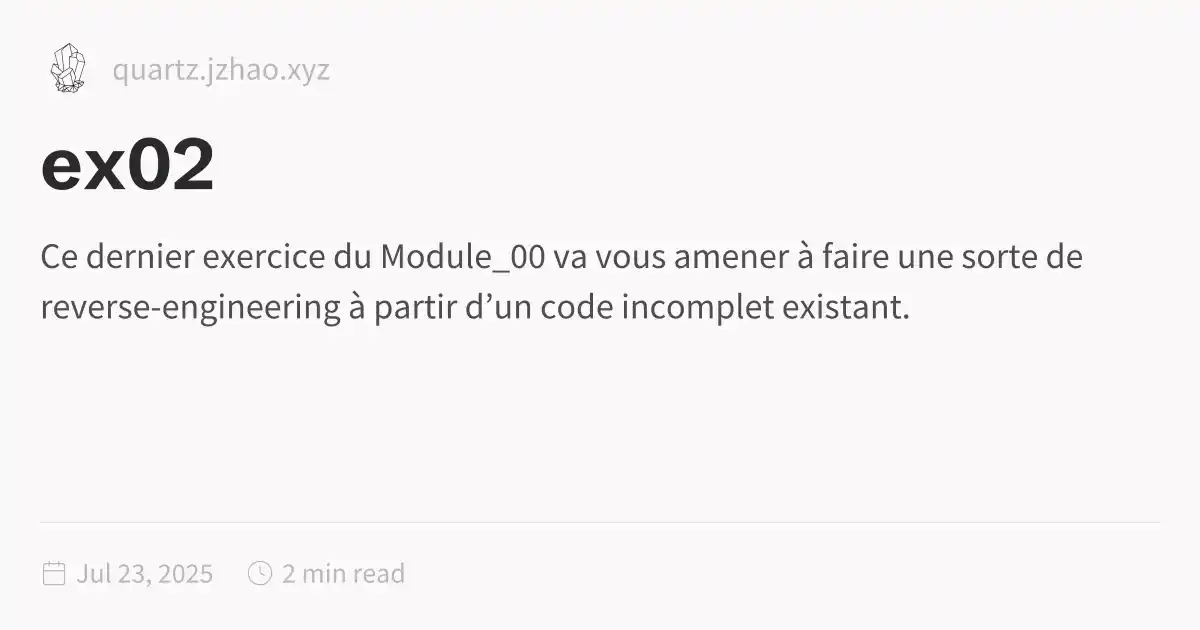 quartz.jzhao.xyz
ex02
Ce dernier exercice du Module_00 va vous amener à faire une sorte de
reverse-engineering à partir d’un code incomplet existant.
Jul 23, 2025 2 min read